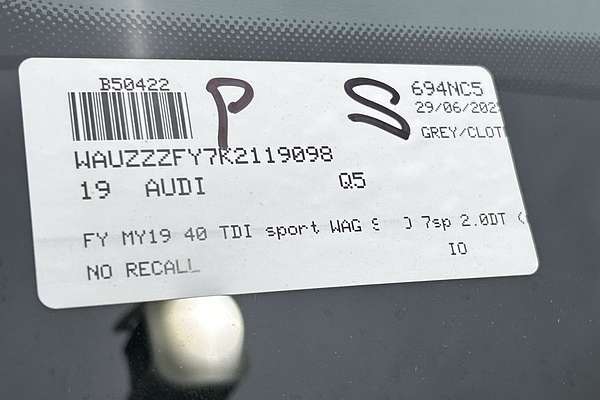 B50422
P S
694NC5
29/06/202
GREY/CLOT
WAUZZZFY7K2119098
19 AUDI Q5
FY MY19 40 TDI sport WAG S 7sp 2.0DT (
IO
NO RECALL